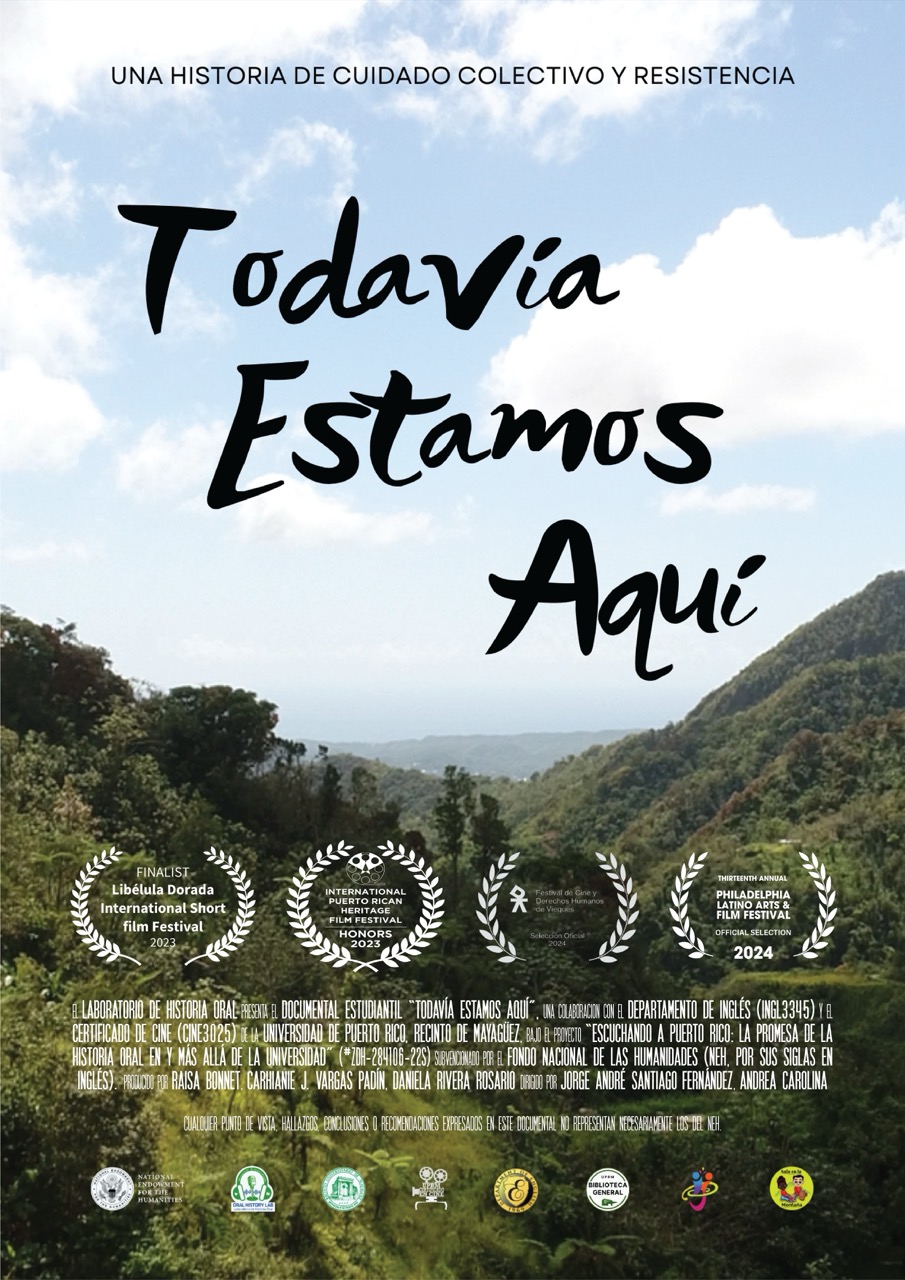 UNA HISTORIA DE CUIDADO COLECTIVO Y RESISTENCIA
Todavía
Estamos
Aquí
FINALIST
Libélula Dorada
International Short
film Festival
2023
INTERNATIONAL
PUERTO RICAN
HERITAGE
FILM FESTIVAL
HONORS
2023
Festival de Cine y
Derechos Humanos
de Vieques
Selección Oficial
2024
THIRTEENTH ANNUAL
PHILADELPHIA
LATINO ARTS &
FILM FESTIVAL
OFFICIAL SELECTION
2024
EL LABORATORIO DE HISTORIA ORAL PRESENTA EL DOCUMENTAL ESTUDIANTIL "TODAVÍA ESTAMOS AQUÍ", UNA COLABORACION CON EL DEPARTAMENTO DE INGLÉS (INGL3345) Y EL
CERTIFICADO DE CINE (CINE3025) DE LA UNIVERSIDAD DE PUERTO RICO, RECINTO DE MAYAGÜEZ, BAJO EL PROYECTO "ESCUCHANDO A PUERTO RICO: LA PROMESA DE LA
HISTORIA ORAL EN Y MÁS ALLÁ DE LA UNIVERSIDAD" (#ZOH-284106-22S) SUBVENCIONADO POR EL FONDO NACIONAL DE LAS HUMANIDADES (NEH, POR SUS SIGLAS EN
INGLÉS). PRODUCIDO POR RAISA BONNET, CARHIANIE J. VARGAS PADÍN, DANIELA RIVERA ROSARIO DIRIGIDO POR JORGE ANDRÉ SANTIAGO FERNÁNDEZ, ANDREA CAROLINA
CUALQUIER PUNTO DE VISTA, HALLAZGOS, CONCLUSIONES O RECOMENDACIONES EXPRESADOS EN ESTE DOCUMENTAL NO REPRESENTAN NECESARIAMENTE LOS DEL NEH.
NATIONAL
ENDOWMENT
FOR THE
HUMANITIES
ORAL HISTORY LAB
UPRM
BIBLIOTECA
GENERAL